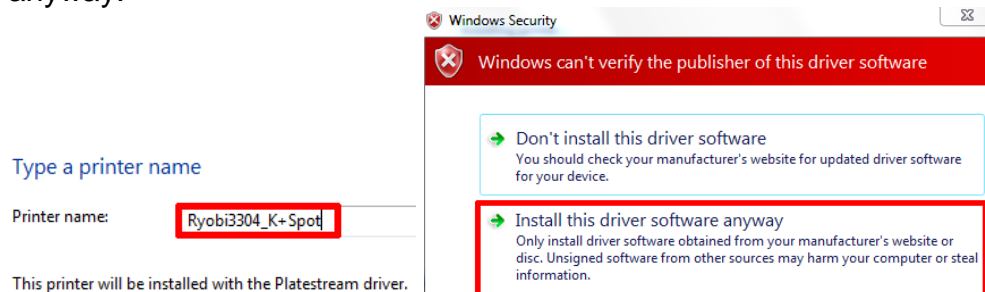 anyway.
Type a printer name
Printer name: Ryobi3304_K+Spot
This printer will be installed with the Platestream driver.
Windows Security
Windows can't verify the publisher of this driver software
Don't install this driver software
You should check your manufacturer's website for updated driver software
for your device.
Install this driver software anyway
Only install driver software obtained from your manufacturer's website or
disc. Unsigned software from other sources may harm your computer or steal
information.